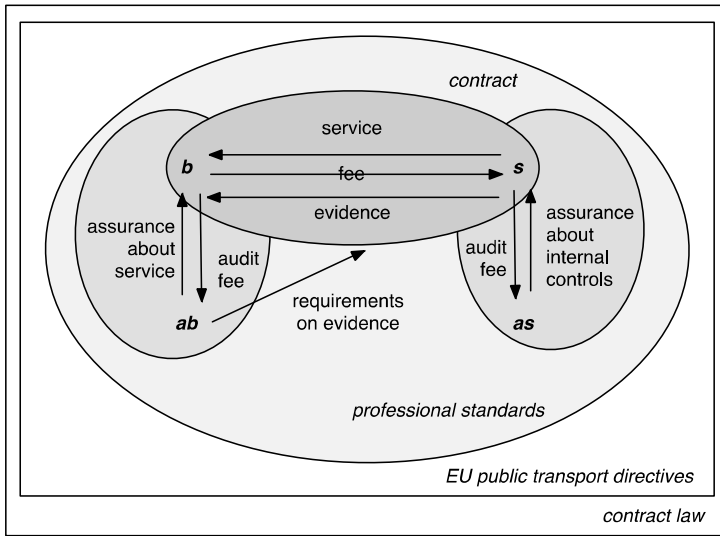 contract
service
b
s
fee
evidence
assurance
about
service
audit
fee
audit
fee
assurance
about
internal
controls
requirements
on evidence
ab
as
professional standards
EU public transport directives
contract law